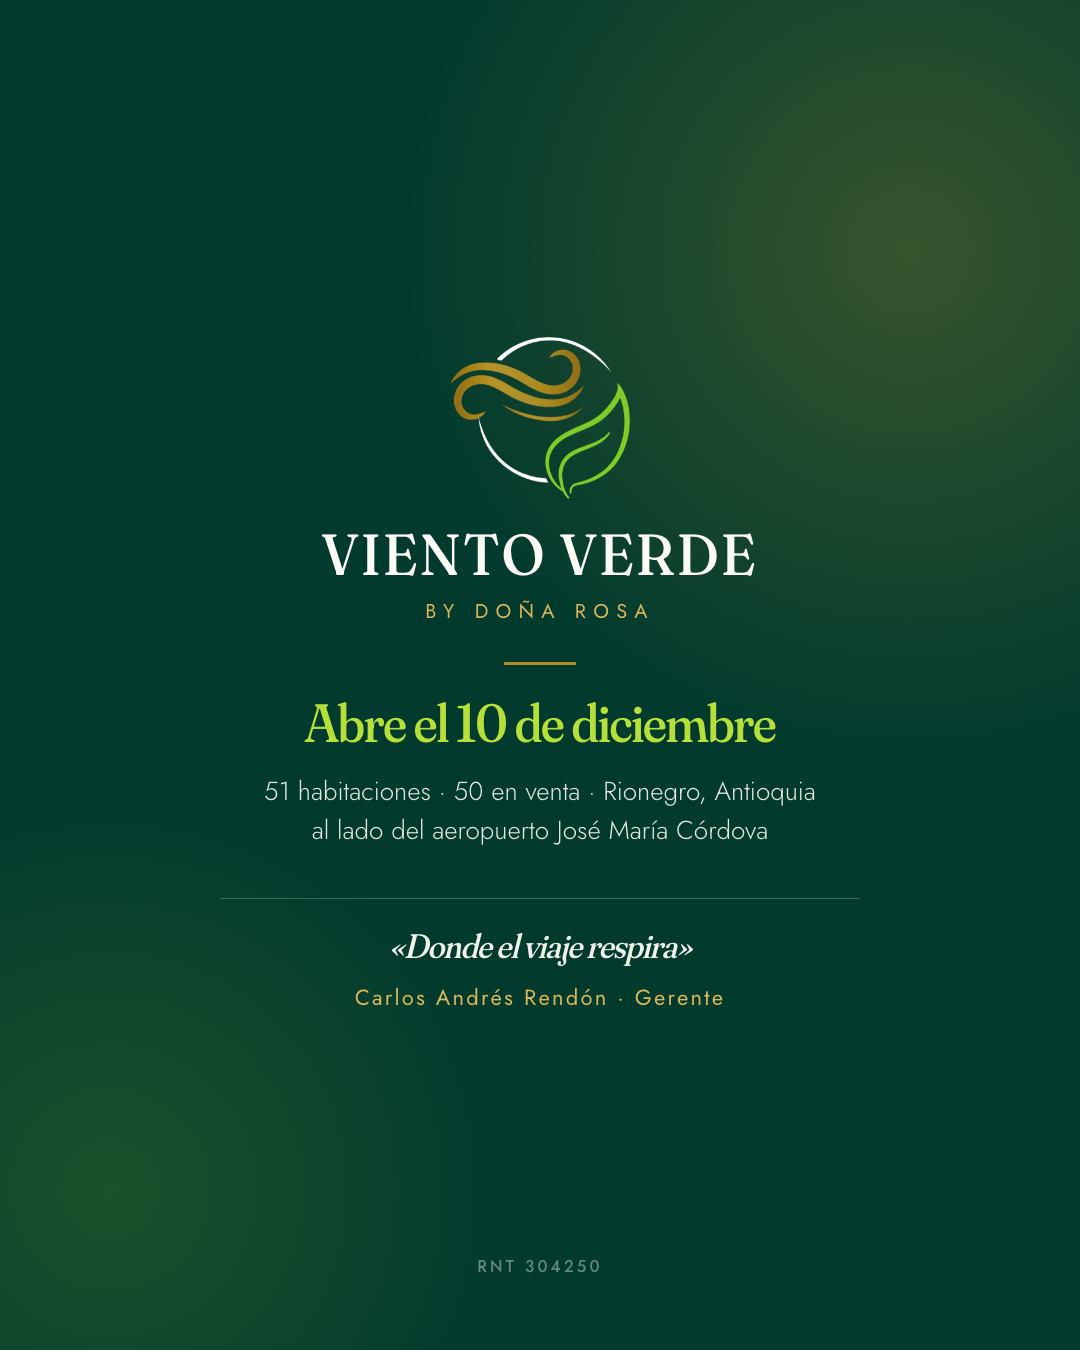 VIENTO VERDE
BY DOÑA ROSA
Abre el 10 de diciembre
51 habitaciones · 50 en venta · Rionegro, Antioquia
al lado del aeropuerto José María Córdova
«Donde el viaje respira»
Carlos Andrés Rendón · Gerente
RNT 304250